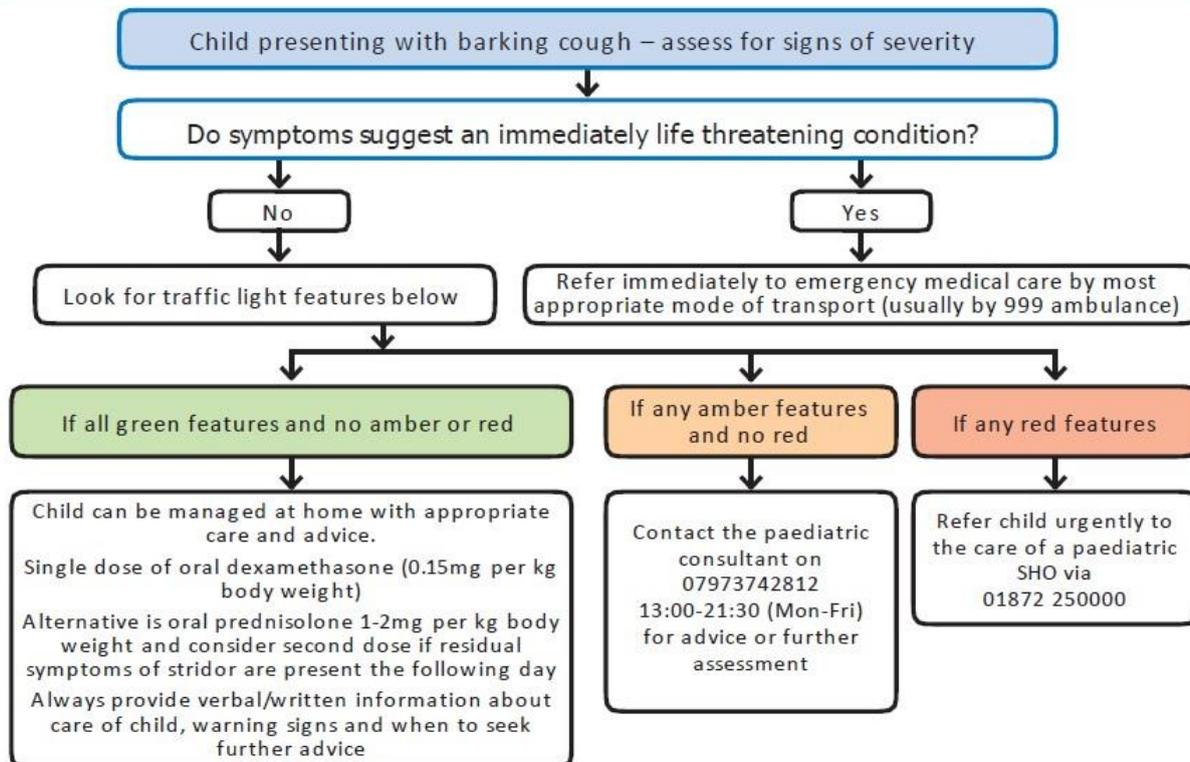 Child presenting with barking cough – assess for signs of severity
Do symptoms suggest an immediately life threatening condition?
No
Yes
Look for traffic light features below
Refer immediately to emergency medical care by most
appropriate mode of transport (usually by 999 ambulance)
If all green features and no amber or red
If any amber features
and no red
If any red features
Child can be managed at home with appropriate
care and advice.
Single dose of oral dexamethasone (0.15mg per kg
body weight)
Alternative is oral prednisolone 1-2mg per kg body
weight and consider second dose if residual
symptoms of stridor are present the following day
Always provide verbal/written information about
care of child, warning signs and when to seek
further advice
Contact the paediatric
consultant on
07973742812
13:00-21:30 (Mon-Fri)
for advice or further
assessment
Refer child urgently to
the care of a paediatric
SHO via
01872 250000